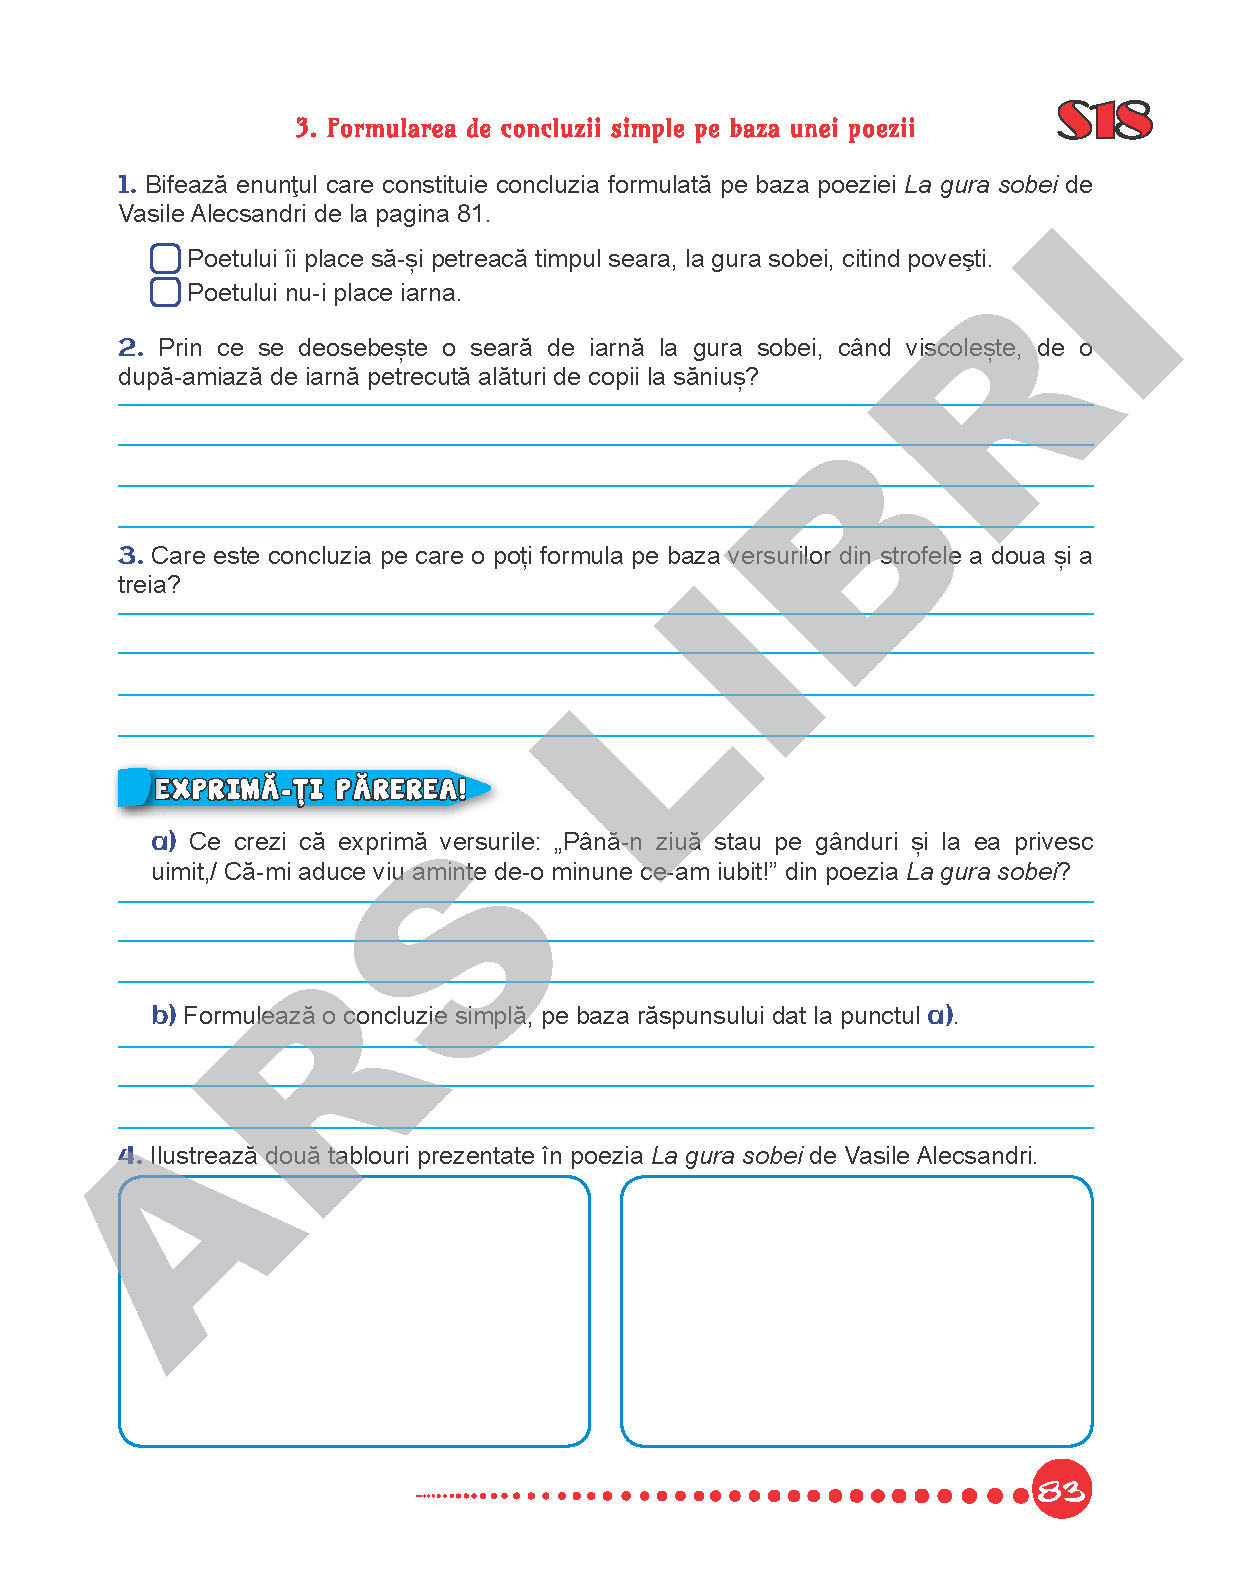 3. Formularea de concluzii simple pe baza unei poezii
S18
1. Bifează enunţul care constituie concluzia formulată pe baza poeziei La gura sobei de
Vasile Alecsandri de la pagina 81.
Poetului îi place să-și petreacă timpul seara, la gura sobei, citind poveşti.
Poetului nu-i place iarna.
2. Prin ce se deosebește o seară de iarnă la gura sobei, când viscolește, de o
după-amiază de iarnă petrecută alături de copii la săniuș?
3. Care este concluzia pe care o poți formula pe baza versurilor din strofele a doua și a
treia?
EXPRIMĂ-ȚI PĂREREA!
a) Ce crezi că exprimă versurile: „Până-n ziuă stau pe gânduri și la ea privesc
uimit,/ Că-mi aduce viu aminte de-o minune ce-am iubit!” din poezia La gura sobei?
b) Formulează o concluzie simplă, pe baza răspunsului dat la punctul a).
4. Ilustrează două tablouri prezentate în poezia La gura sobei de Vasile Alecsandri.
83
ARS LIBRI